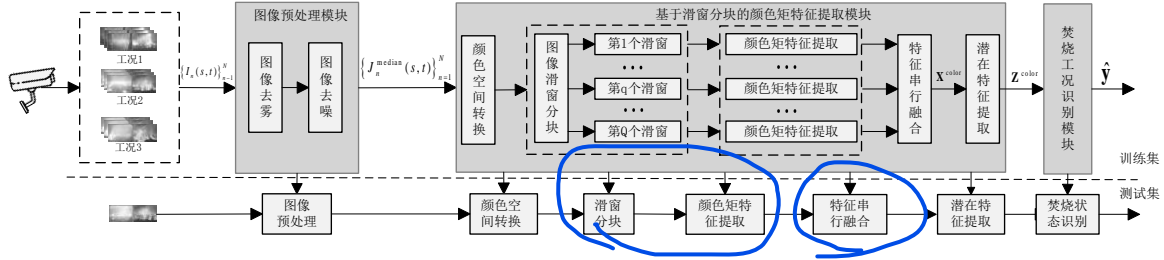 图像预处理模块
基于滑窗分块的颜色矩特征提取模块
工况1
工况2
工况3
{I_n(s,t)}_{n-1}^N
图像去雾
图像去噪
{J_n^median(s,t)}_{n=1}^N
颜色空间转换
图像滑窗分块
第1个滑窗
•••
第q个滑窗
•••
第Q个滑窗
颜色矩特征提取
•••
颜色矩特征提取
•••
颜色矩特征提取
特征串行融合
X^color
潜在特征提取
Z^color
焚烧工况识别模块
ŷ
训练集
测试集
图像
预处理
颜色空
间转换
滑窗
分块
颜色矩特
征提取
特征串
行融合
潜在特
征提取
焚烧状
态识别